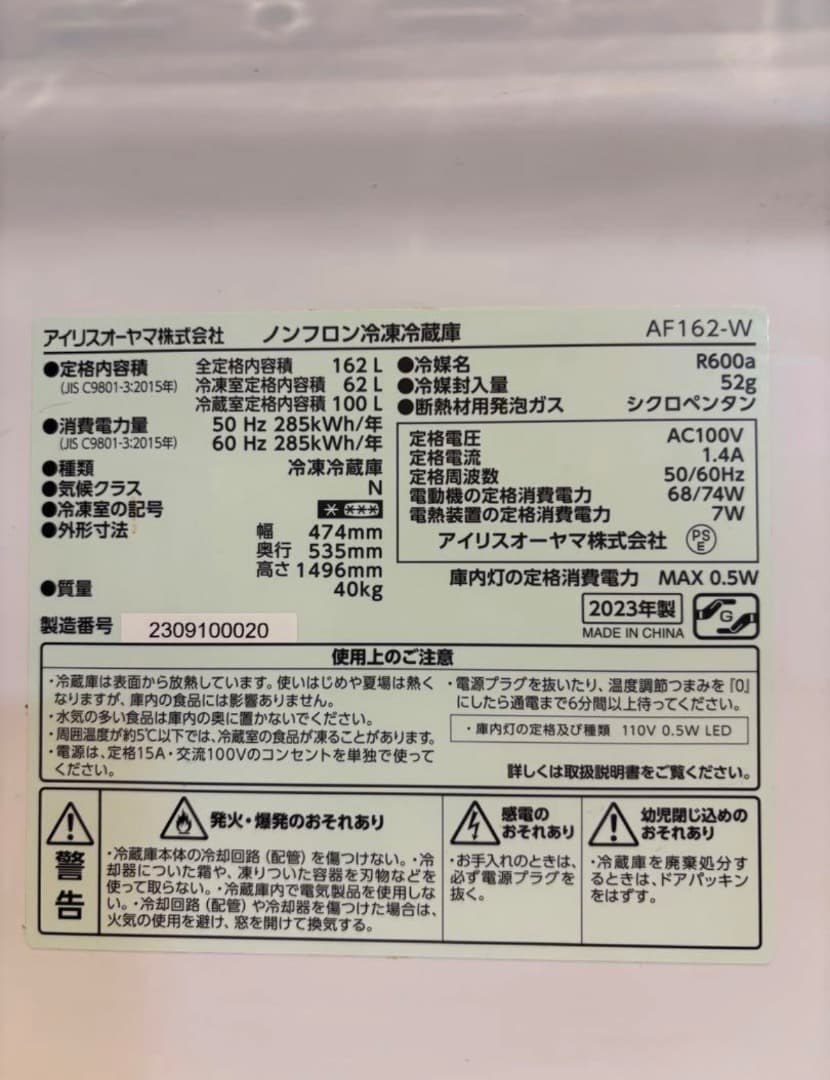 アイリスオーヤマ株式会社 ノンフロン冷凍冷蔵庫 AF162-W
●定格内容積 全定格内容積 162 L
(JIS C9801-3:2015年) 冷凍室定格内容積 62 L
冷蔵室定格内容積 100 L
●消費電力量 50 Hz 285kWh/年
(JIS C9801-3:2015年) 60 Hz 285kWh/年
●種類 冷凍冷蔵庫
●気候クラス N
●冷凍室の記号
●外形寸法 幅 474mm
奥行 535mm
高さ 1496mm
●質量 40kg
製造番号 2309100020
●冷媒名 R600a
●冷媒封入量 52g
●断熱材用発泡ガス シクロペンタン
定格電圧 AC100V
定格電流 1.4A
定格周波数 50/60Hz
電動機の定格消費電力 68/74W
電熱装置の定格消費電力 7W
アイリスオーヤマ株式会社 PSE
庫内灯の定格消費電力 MAX 0.5W
2023年製
MADE IN CHINA
G
使用上のご注意
・冷蔵庫は表面から放熱しています。使いはじめや夏場は熱く
なりますが、庫内の食品には影響ありません。
・水気の多い食品は庫内の奥に置かないでください。
・周囲温度が約5℃以下では、冷蔵室の食品が凍ることがあります。
・電源は、定格15A・交流100Vのコンセントを単独で使って
ください。
・電源プラグを抜いたり、温度調節つまみを『0』
にしたら通電まで6分間以上待ってください。
・庫内灯の定格及び種類 110V 0.5W LED
詳しくは取扱説明書をご覧ください。
警告
発火・爆発のおそれあり
・冷蔵庫本体の冷却回路（配管）を傷つけない。・冷
却器についた霜や、凍りついた容器を刃物などを
使って取らない。・冷蔵庫内で電気製品を使用しな
い。・冷却回路（配管）や冷却器を傷つけた場合は、
火気の使用を避け、窓を開けて換気する。
感電の
おそれあり
・お手入れのときは、
必ず電源プラグを
抜く。
幼児閉じ込めの
おそれあり
・冷蔵庫を廃棄処分す
るときは、ドアパッキン
をはずす。